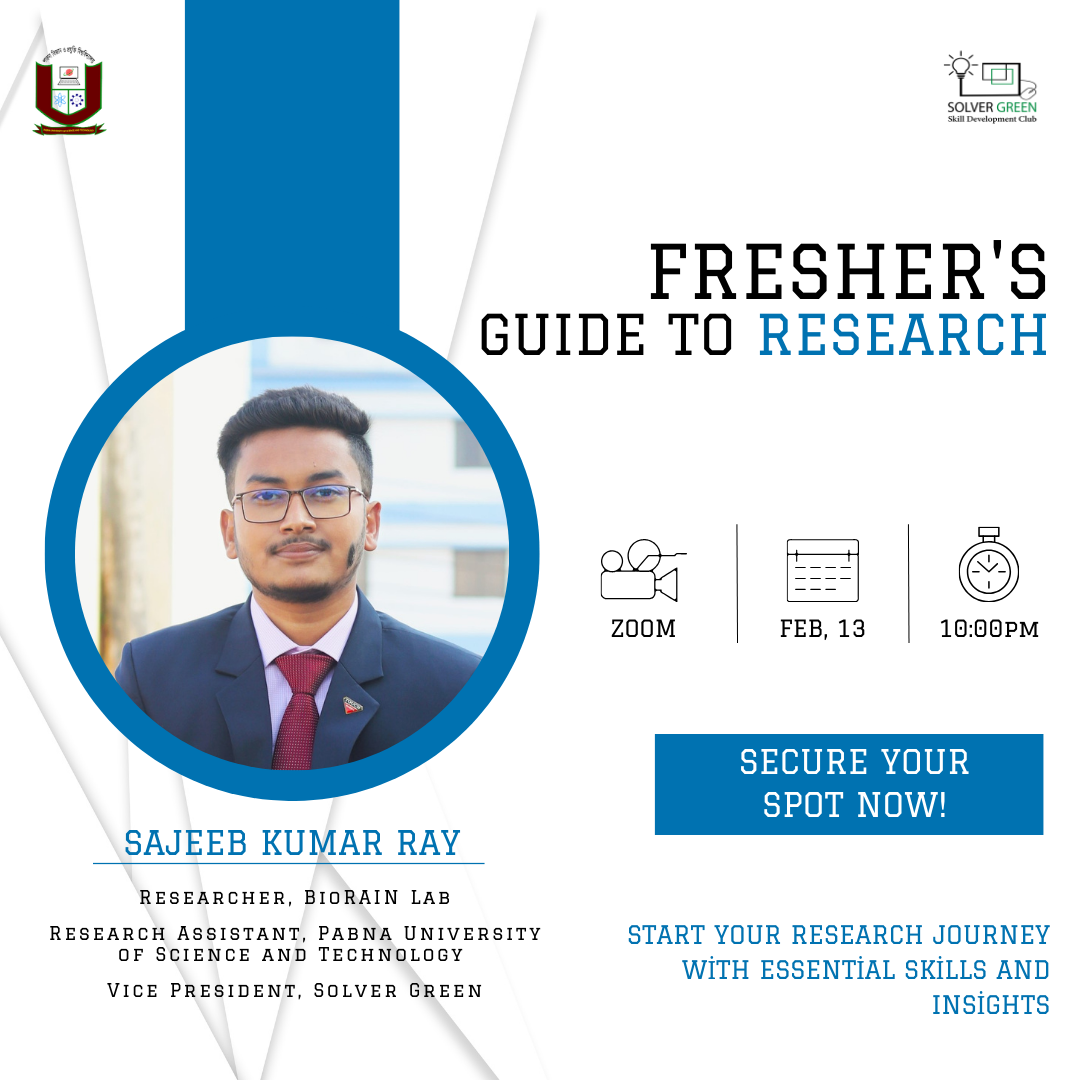 SOLVER GREEN
Skill Development Club
FRESHER'S
GUIDE TO RESEARCH
ZOOM
FEB, 13
10:00PM
SECURE YOUR
SPOT NOW!
SAJEEB KUMAR RAY
RESEARCHER, BIORAIN LAB
RESEARCH ASSISTANT, PABNA UNIVERSITY
OF SCIENCE AND TECHNOLOGY
VICE PRESIDENT, SOLVER GREEN
START YOUR RESEARCH JOURNEY
WİTH ESSENTİAL SKİLLS AND
INSİGHTS